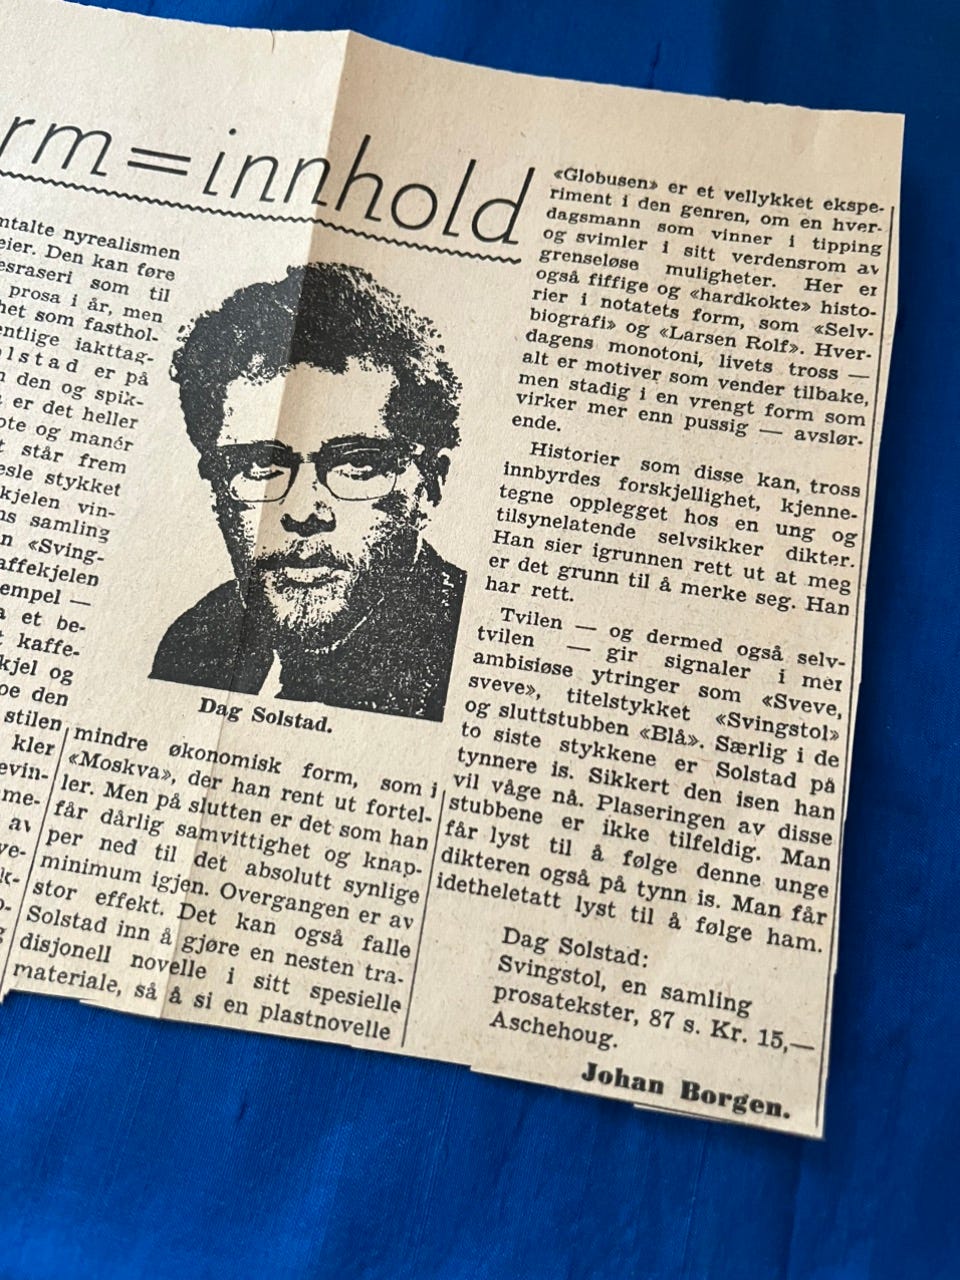 rm=innhold
mtalte nyrealismen
eier. Den kan føre
esraseri som til
prosa i år, men
het som fasthol-
entlige iakttag-
lstad er på
n den og spik-
er det heller
ote og manér
t står frem
esle stykket
kjelen vin-
ns samling
n «Sving-
affekjelen
empel —
a et be-
t kaffe-
kjel og
oe den
stilen
kler
evin-
me-
av
ve-
k-
o-
Dag Solstad.
mindre økonomisk form, som i
«Moskva», der han rent ut fortel-
ler. Men på slutten er det som han
får dårlig samvittighet og knap-
per ned til det absolutt synlige
minimum igjen. Overgangen er av
stor effekt. Det kan også falle
Solstad inn å gjøre en nesten tra-
disjonell novelle i sitt spesielle
materiale, så å si en plastnovelle
«Globusen» er et vellykket ekspe-
riment i den genren, om en hver-
dagsmann som vinner i tipping
og svimler i sitt verdensrom av
grenseløse muligheter. Her er
også fiffige og «hardkokte» histo-
rier i notatets form, som «Selv-
biografi» og «Larsen Rolf». Hver-
dagens monotoni, livets tross —
alt er motiver som vender tilbake,
men stadig i en vrengt form som
virker mer enn pussig — avslør-
ende.
Historier som disse kan, tross
innbyrdes forskjellighet, kjenne-
tegne opplegget hos en ung og
tilsynelatende selvsikker dikter.
Han sier igrunnen rett ut at meg
er det grunn til å merke seg. Han
har rett.
Tvilen — og dermed også selv-
tvilen — gir signaler i mer
ambisiøse ytringer som «Sveve,
sveve», titelstykket «Svingstol»
og sluttstubben «Blå». Særlig i de
to siste stykkene er Solstad på
tynnere is. Sikkert den isen han
vil våge nå. Plaseringen av disse
stubbene er ikke tilfeldig. Man
får lyst til å følge denne unge
dikteren også på tynn is. Man får
idetheletatt lyst til å følge ham.
Dag Solstad:
Svingstol, en samling
prosatekster, 87 s. Kr. 15,—
Aschehoug.
Johan Borgen.